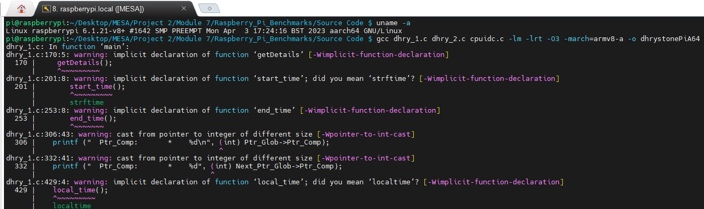 8. raspberrypi.local ([MESA])
pi@raspberrypi:~/Desktop/MESA/Project 2/Module 7/Raspberry_Pi_Benchmarks/Source Code $ uname -a
Linux raspberrypi 6.1.21-v8+ #1642 SMP PREEMPT Mon Apr  3 17:24:16 BST 2023 aarch64 GNU/Linux
pi@raspberrypi:~/Desktop/MESA/Project 2/Module 7/Raspberry_Pi_Benchmarks/Source Code $ gcc dhry_1.c dhry_2.c cpuidc.c -lm -lrt -O3 -march=armv8-a -o dhrystonePiA64
dhry_1.c: In function ‘main’:
dhry_1.c:170:5: warning: implicit declaration of function ‘getDetails’ [-Wimplicit-function-declaration]
170 |     getDetails();
|     ^~~~~~~~~~
dhry_1.c:201:8: warning: implicit declaration of function ‘start_time’; did you mean ‘strftime’? [-Wimplicit-function-declaration]
201 |        start_time();
|        ^~~~~~~~~~
|        strftime
dhry_1.c:253:8: warning: implicit declaration of function ‘end_time’ [-Wimplicit-function-declaration]
253 |        end_time();
|        ^~~~~~~~
dhry_1.c:306:43: warning: cast from pointer to integer of different size [-Wpointer-to-int-cast]
306 |    printf ("  Ptr_Comp:       *    %d\n", (int) Ptr_Glob->Ptr_Comp);
|                                           ^
dhry_1.c:332:41: warning: cast from pointer to integer of different size [-Wpointer-to-int-cast]
332 |    printf ("  Ptr_Comp:       *    %d", (int) Next_Ptr_Glob->Ptr_Comp);
|                                         ^
dhry_1.c:429:4: warning: implicit declaration of function ‘local_time’; did you mean ‘localtime’? [-Wimplicit-function-declaration]
429 |    local_time();
|    ^~~~~~~~~~
|    localtime